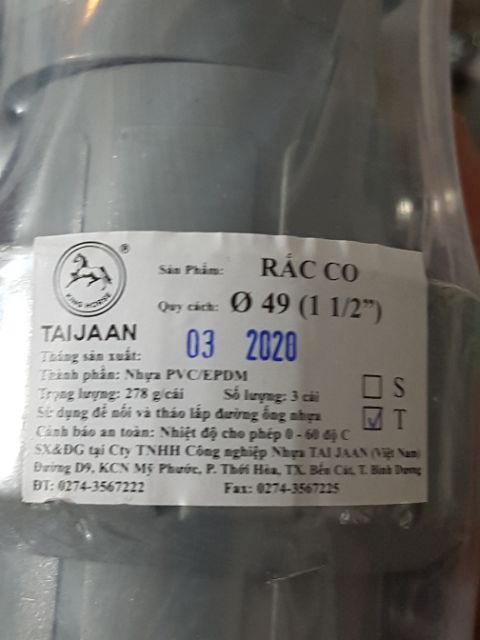 ®
KING HORSE
TAIJAAN
Sản Phẩm: RẮC CO
Quy cách: Ø 49 (1 1/2")
Tháng sản xuất: 03 2020
Thành phần: Nhựa PVC/EPDM
Trọng lượng: 278 g/cái Số lượng: 3 cái
S
Sử dụng để nối và tháo lắp đường ống nhựa
T
Cảnh báo an toàn: Nhiệt độ cho phép 0 - 60 độ C
SX&ĐG tại Cty TNHH Công nghiệp Nhựa TAI JAAN (Việt Nam)
Đường D9, KCN Mỹ Phước, P. Thới Hòa, TX. Bến Cát, T. Bình Dương
ĐT: 0274-3567222 Fax: 0274-3567225